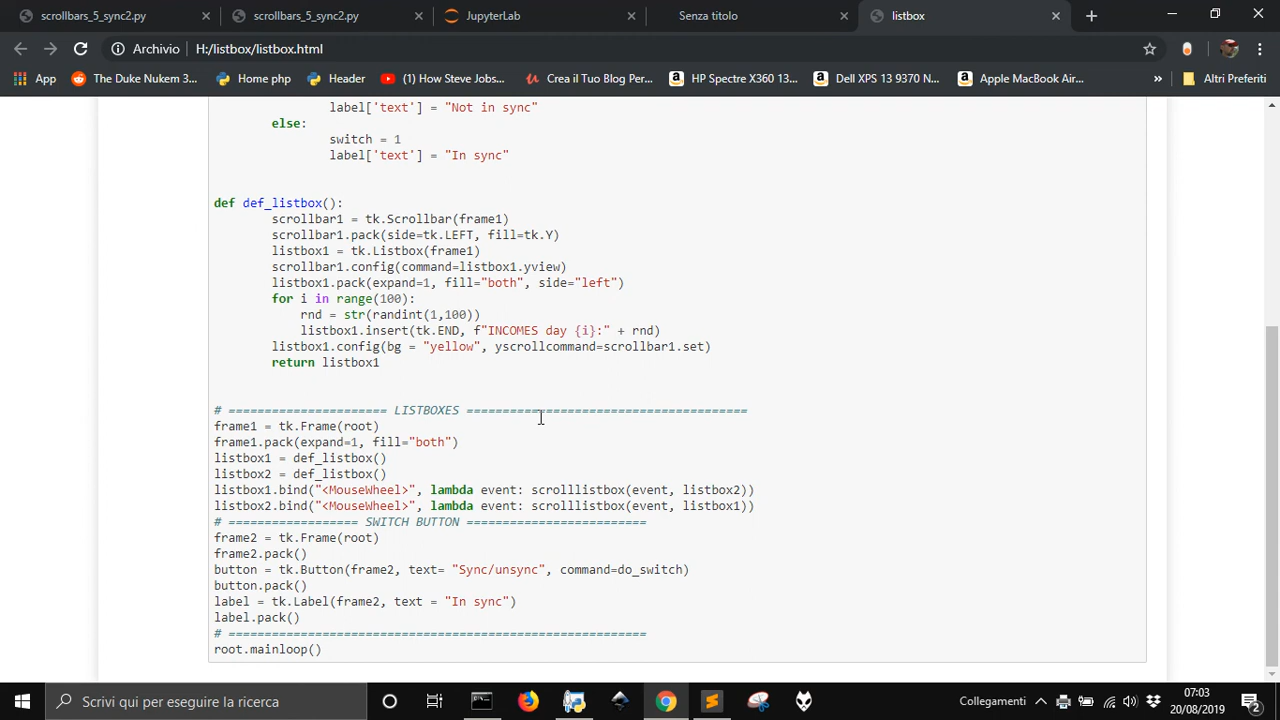 scrollbars_5_sync2.py
scrollbars_5_sync2.py
JupyterLab
Senza titolo
listbox
Archivio
H:/listbox/listbox.html
App
The Duke Nukem 3...
Home php
Header
(1) How Steve Jobs...
Crea il Tuo Blog Per...
HP Spectre X360 13...
Dell XPS 13 9370 N...
Apple MacBook Air...
»
Altri Preferiti
label['text'] = "Not in sync"
else:
switch = 1
label['text'] = "In sync"
def def_listbox():
scrollbar1 = tk.Scrollbar(frame1)
scrollbar1.pack(side=tk.LEFT, fill=tk.Y)
listbox1 = tk.Listbox(frame1)
scrollbar1.config(command=listbox1.yview)
listbox1.pack(expand=1, fill="both", side="left")
for i in range(100):
rnd = str(randint(1,100))
listbox1.insert(tk.END, f"INCOMES day {i}:" + rnd)
listbox1.config(bg = "yellow", yscrollcommand=scrollbar1.set)
return listbox1
# ====================== LISTBOXES =======================================
frame1 = tk.Frame(root)
frame1.pack(expand=1, fill="both")
listbox1 = def_listbox()
listbox2 = def_listbox()
listbox1.bind("<MouseWheel>", lambda event: scrolllistbox(event, listbox2))
listbox2.bind("<MouseWheel>", lambda event: scrolllistbox(event, listbox1))
# ================== SWITCH BUTTON =========================
frame2 = tk.Frame(root)
frame2.pack()
button = tk.Button(frame2, text= "Sync/unsync", command=do_switch)
button.pack()
label = tk.Label(frame2, text = "In sync")
label.pack()
# ==========================================================
root.mainloop()
Scrivi qui per eseguire la ricerca
Collegamenti
07:03
20/08/2019
2